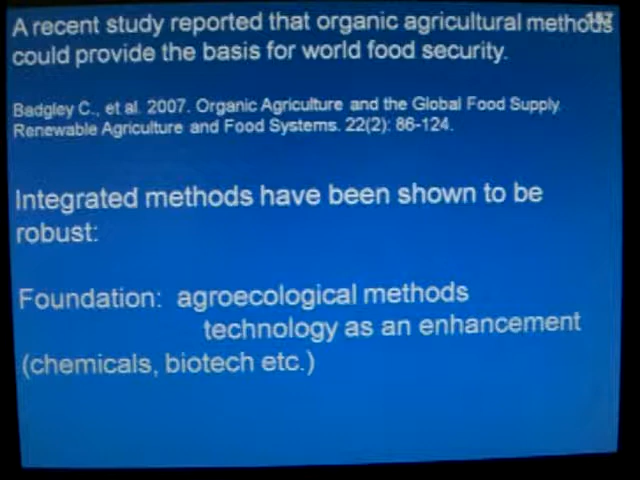 A recent study reported that organic agricultural methods
could provide the basis for world food security.
Badgley C., et al. 2007. Organic Agriculture and the Global Food Supply.
Renewable Agriculture and Food Systems. 22(2): 86-124.
Integrated methods have been shown to be
robust:
Foundation: agroecological methods
technology as an enhancement
(chemicals, biotech etc.)